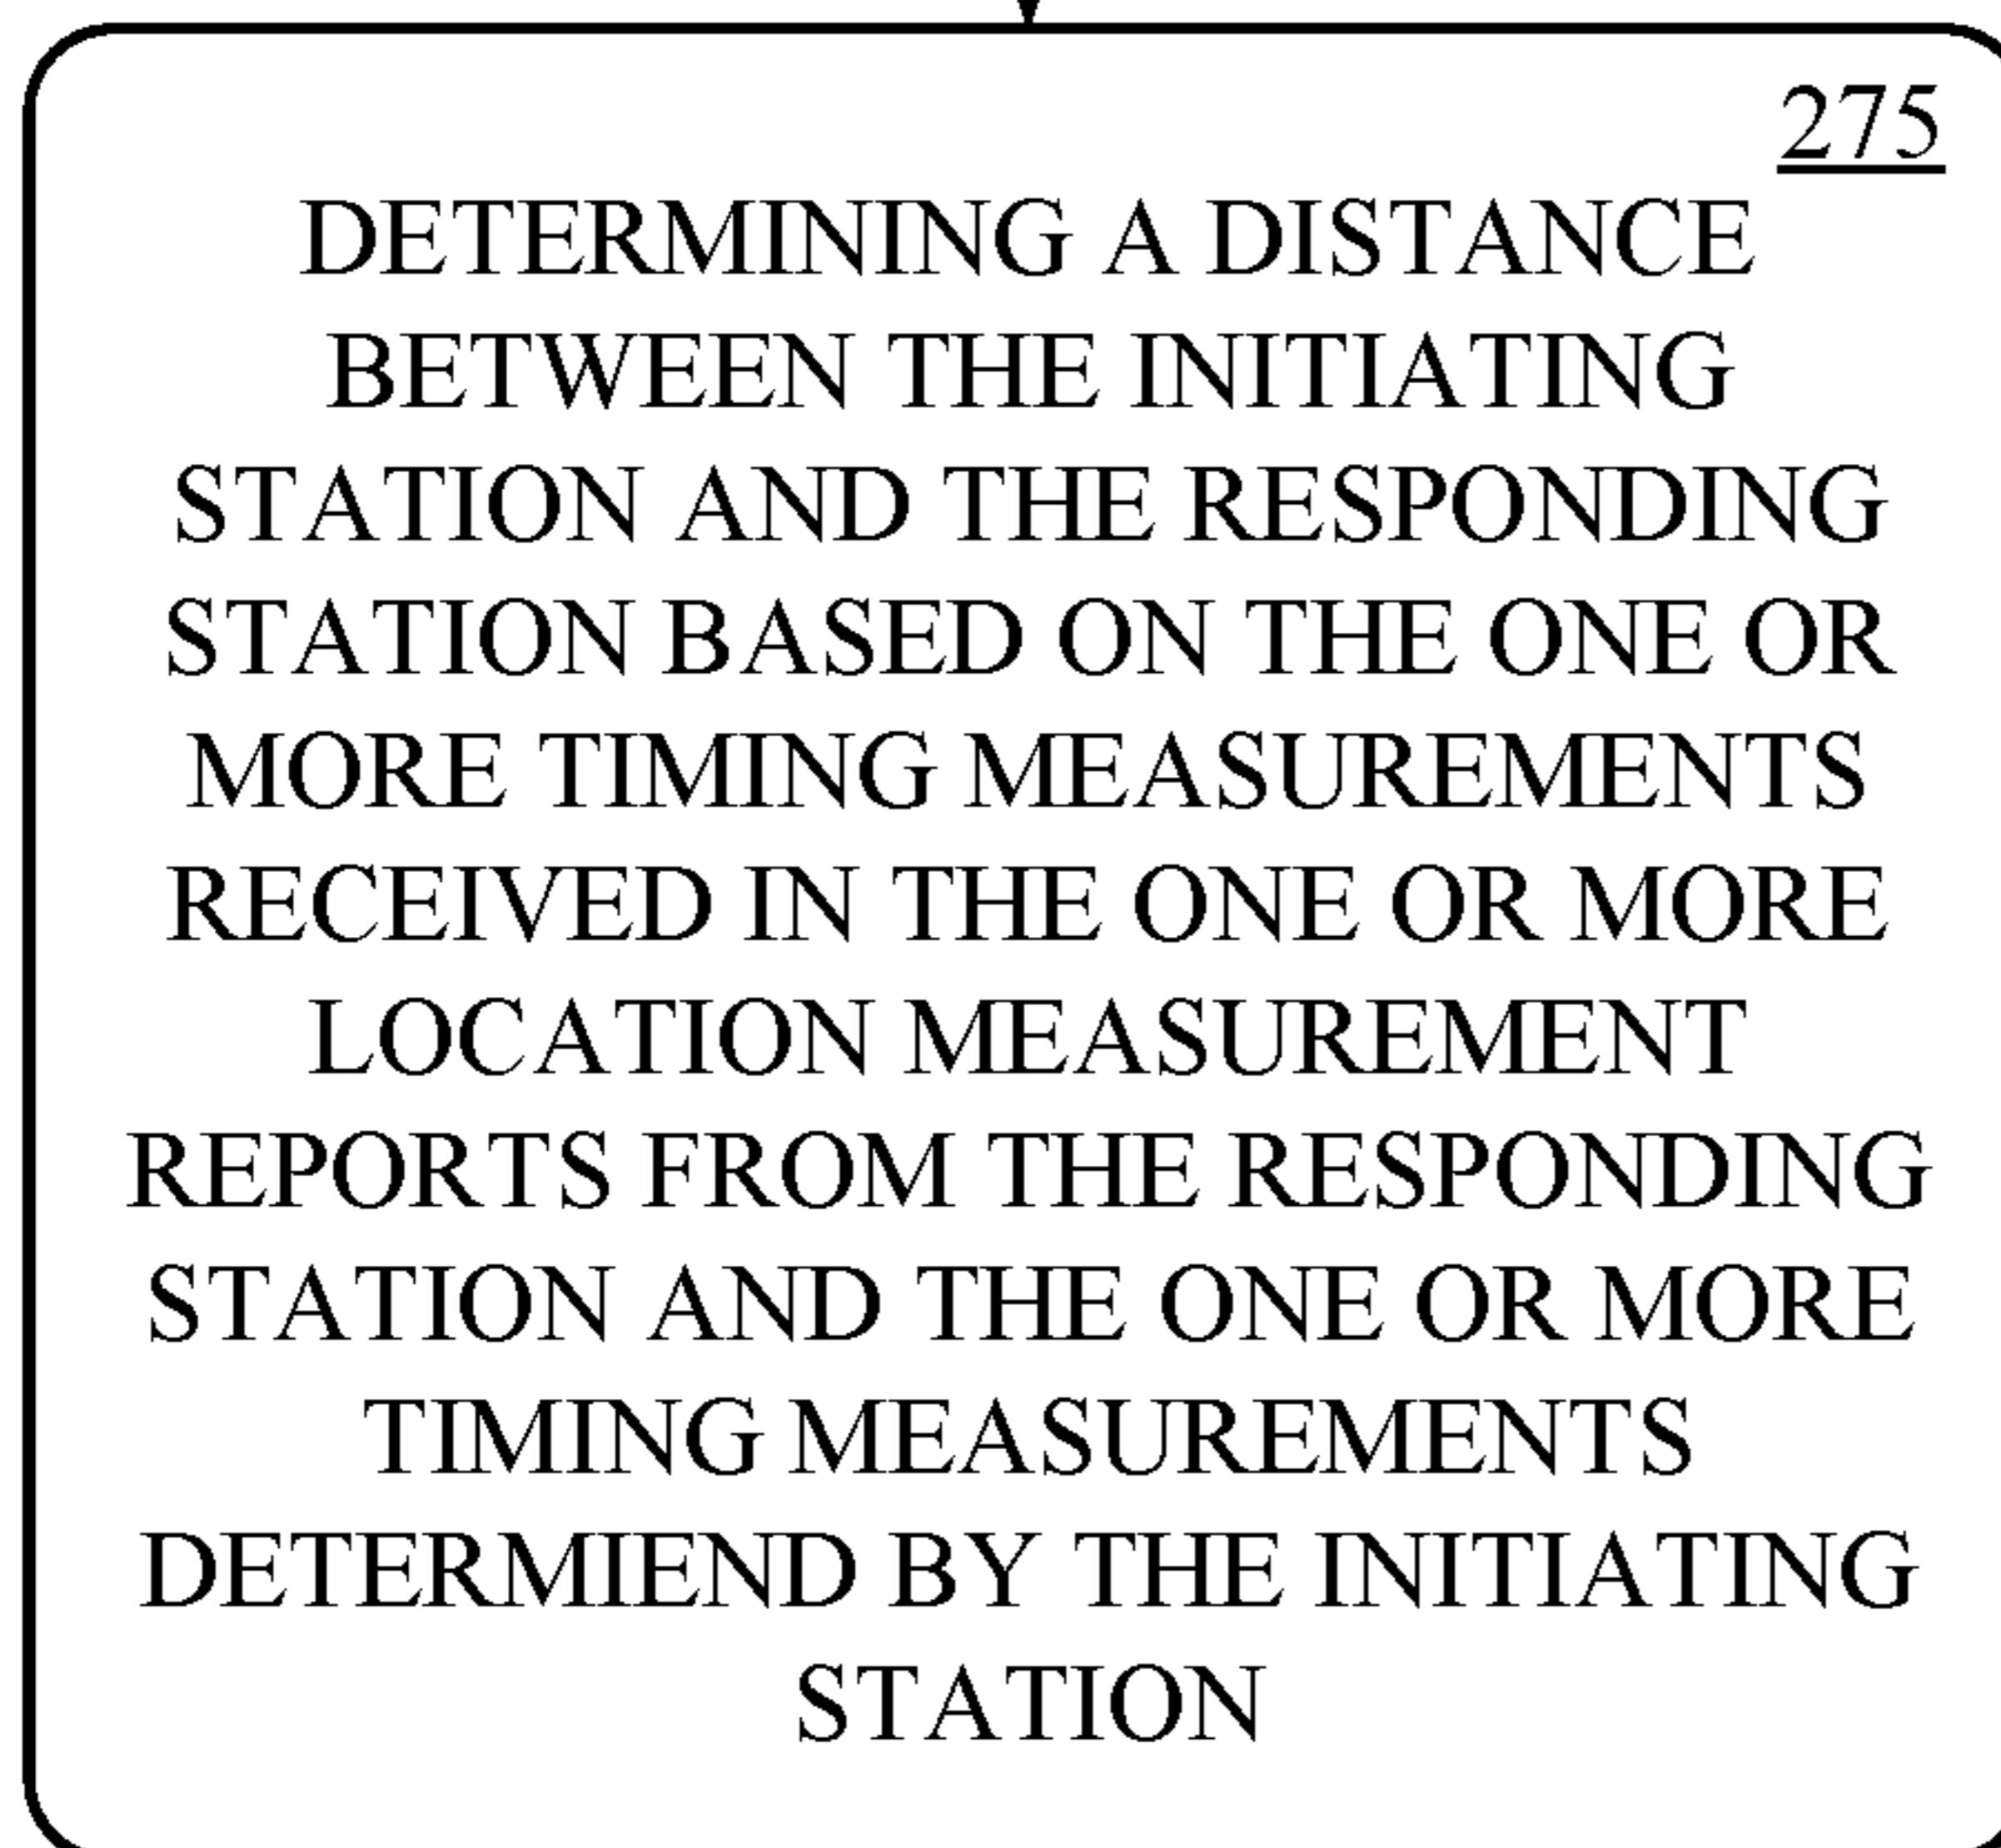 275
DETERMINING A DISTANCE
BETWEEN THE INITIATING
STATION AND THE RESPONDING
STATION BASED ON THE ONE OR
MORE TIMING MEASUREMENTS
RECEIVED IN THE ONE OR MORE
LOCATION MEASUREMENT
REPORTS FROM THE RESPONDING
STATION AND THE ONE OR MORE
TIMING MEASUREMENTS
DETERMIEND BY THE INITIATING
STATION